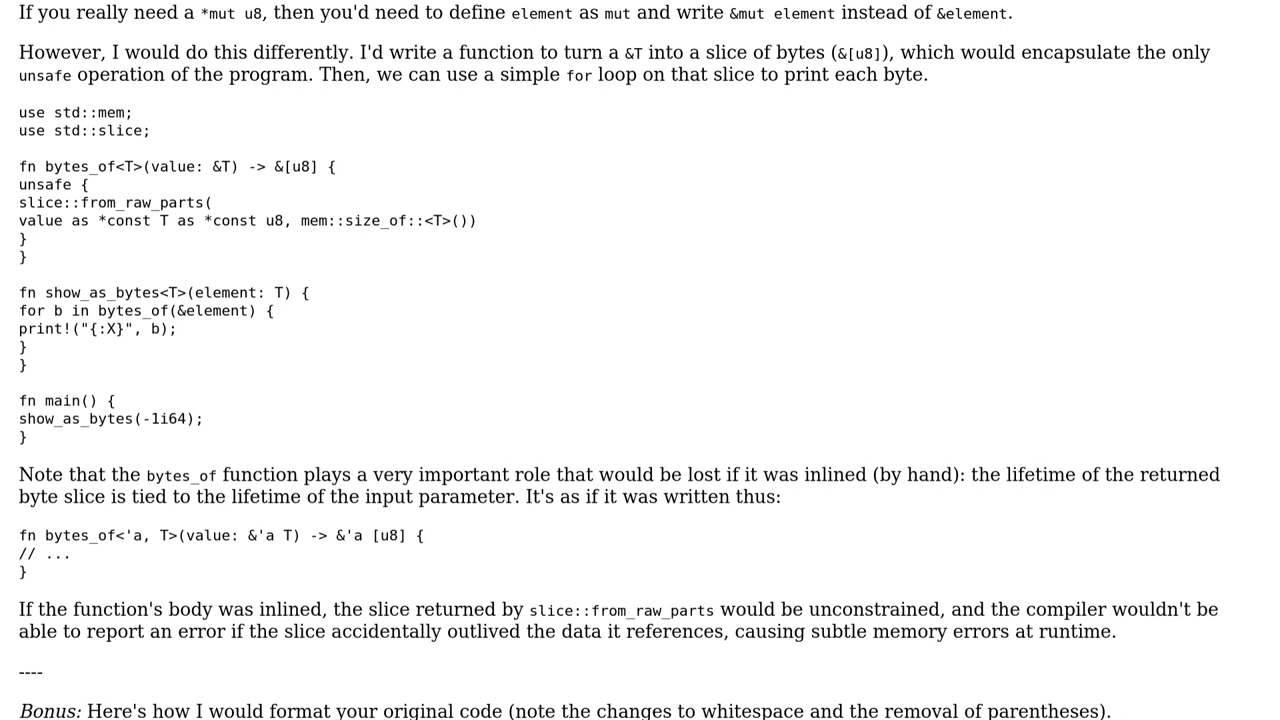 If you really need a *mut u8, then you'd need to define element as mut and write &mut element instead of &element.
However, I would do this differently. I'd write a function to turn a &T into a slice of bytes (&[u8]), which would encapsulate the only
unsafe operation of the program. Then, we can use a simple for loop on that slice to print each byte.
use std::mem;
use std::slice;
fn bytes_of<T>(value: &T) -> &[u8] {
unsafe {
slice::from_raw_parts(
value as *const T as *const u8, mem::size_of::<T>())
}
}
fn show_as_bytes<T>(element: T) {
for b in bytes_of(&element) {
print!("{:X}", b);
}
}
fn main() {
show_as_bytes(-1i64);
}
Note that the bytes_of function plays a very important role that would be lost if it was inlined (by hand): the lifetime of the returned
byte slice is tied to the lifetime of the input parameter. It's as if it was written thus:
fn bytes_of<'a, T>(value: &'a T) -> &'a [u8] {
// ...
}
If the function's body was inlined, the slice returned by slice::from_raw_parts would be unconstrained, and the compiler wouldn't be
able to report an error if the slice accidentally outlived the data it references, causing subtle memory errors at runtime.
----
Bonus: Here's how I would format your original code (note the changes to whitespace and the removal of parentheses).